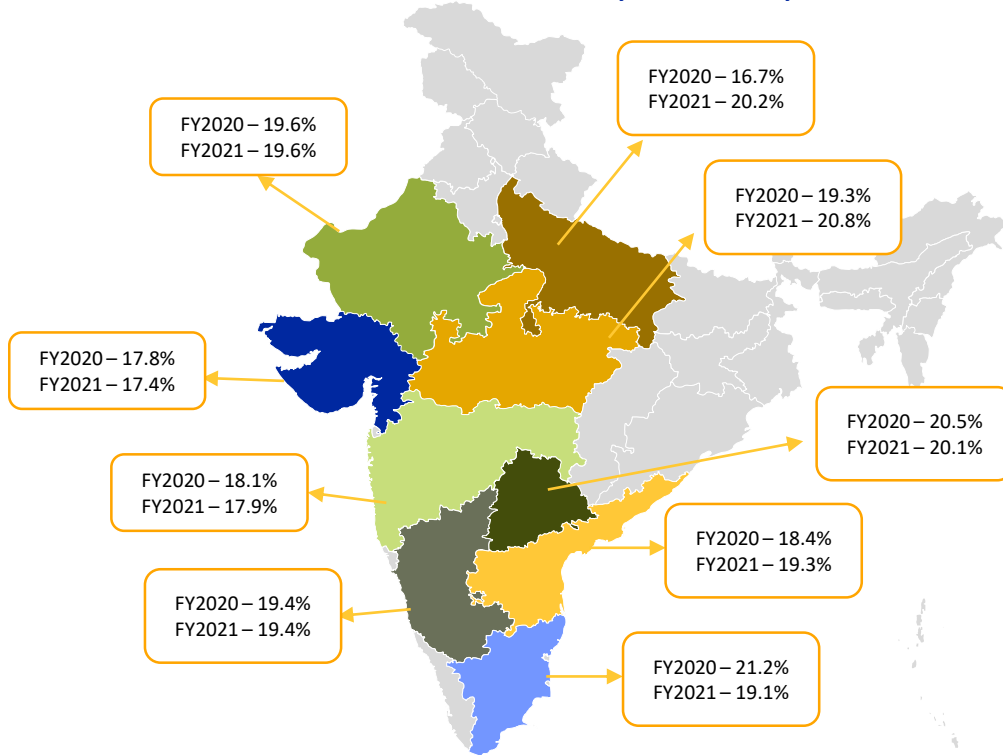 FY2020 – 16.7%
FY2021 – 20.2%
FY2020 – 19.6%
FY2021 – 19.6%
FY2020 – 19.3%
FY2021 – 20.8%
FY2020 – 17.8%
FY2021 – 17.4%
FY2020 – 20.5%
FY2021 – 20.1%
FY2020 – 18.1%
FY2021 – 17.9%
FY2020 – 18.4%
FY2021 – 19.3%
FY2020 – 19.4%
FY2021 – 19.4%
FY2020 – 21.2%
FY2021 – 19.1%